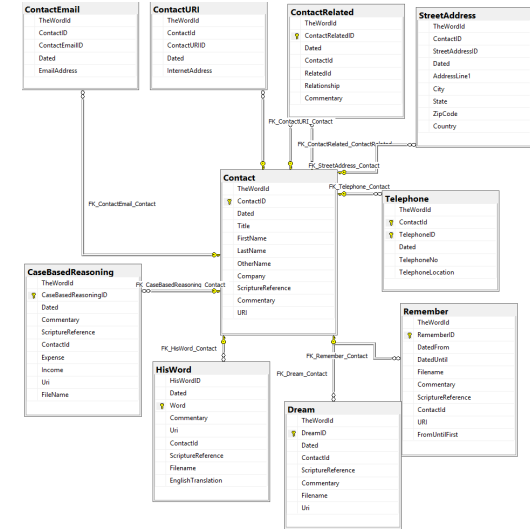 ContactEmail
TheWordId
ContactID
ContactEmailID
Dated
EmailAddress
ContactURI
TheWordId
ContactId
ContactURIID
Dated
InternetAddress
ContactRelated
TheWordId
ContactRelatedID
Dated
ContactId
RelatedId
Relationship
Commentary
StreetAddress
TheWordId
ContactID
StreetAddressID
Dated
AddressLine1
City
State
ZipCode
Country
FK_ContactURI_Contact
FK_ContactRelated_ContactRelated
FK_StreetAddress_Contact
FK_Telephone_Contact
FK_ContactEmail_Contact
Contact
TheWordId
ContactID
Dated
Title
FirstName
LastName
OtherName
Company
ScriptureReference
Commentary
URI
Telephone
TheWordId
ContactId
TelephoneID
Dated
TelephoneNo
TelephoneLocation
CaseBasedReasoning
TheWordId
CaseBasedReasoningID
Dated
Commentary
ScriptureReference
ContactId
Expense
Income
Uri
FileName
FK_CaseBasedReasoning_Contact
FK_HisWord_Contact
FK_Remember_Contact
FK_Dream_Contact
Remember
TheWordId
RememberID
DatedFrom
DatedUntil
Filename
Commentary
ScriptureReference
ContactId
URI
FromUntilFirst
HisWord
HisWordID
Dated
Word
Commentary
Uri
ContactId
ScriptureReference
Filename
EnglishTranslation
Dream
TheWordId
DreamID
Dated
ContactId
ScriptureReference
Commentary
Filename
Uri